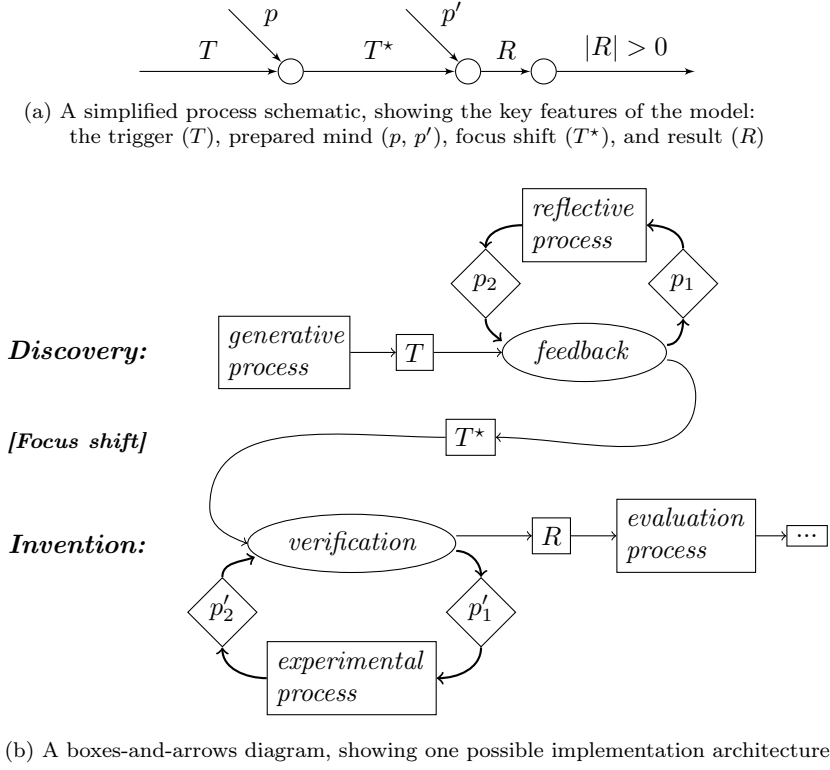 p
p′
T
T⋆
R
|R| > 0
(a) A simplified process schematic, showing the key features of the model:
the trigger (T), prepared mind (p, p′), focus shift (T⋆), and result (R)
reflective
process
p2
p1
Discovery:
generative
process
T
feedback
[Focus shift]
T⋆
Invention:
verification
R
evaluation
process
...
p′2
p′1
experimental
process
(b) A boxes-and-arrows diagram, showing one possible implementation architecture